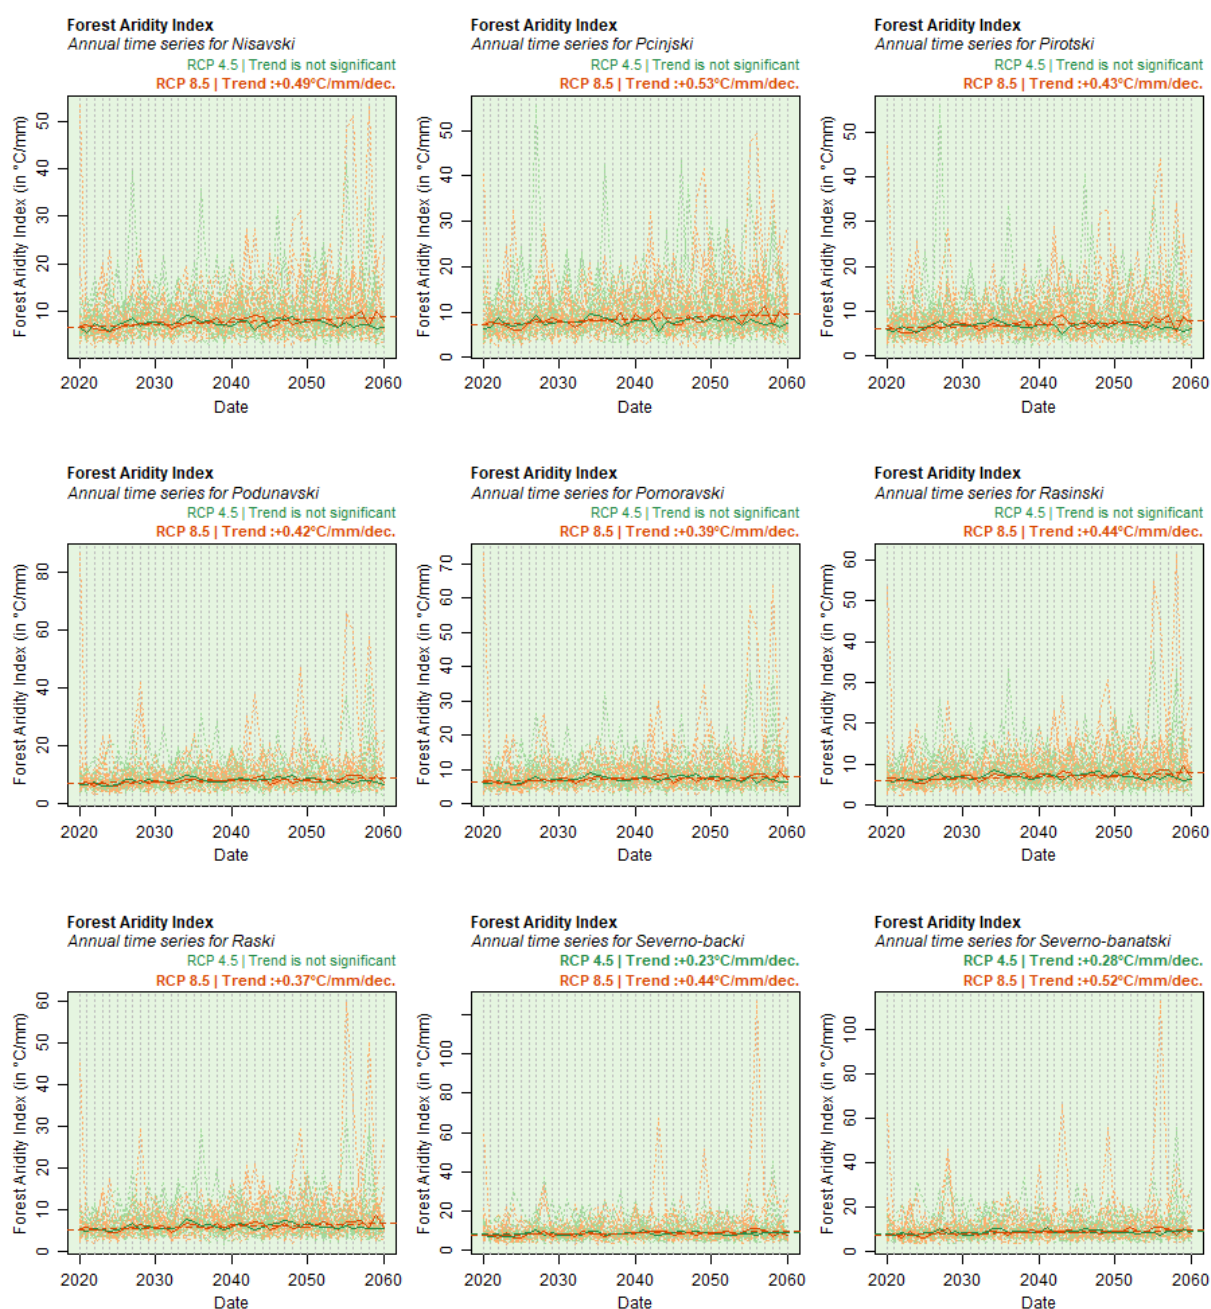 Forest Aridity Index
Annual time series for Nisavski
RCP 4.5 | Trend is not significant
RCP 8.5 | Trend :+0.49°C/mm/dec.
Forest Aridity Index (in °C/mm)
50
40
30
20
10
2020 2030 2040 2050 2060
Date
Forest Aridity Index
Annual time series for Pcinjski
RCP 4.5 | Trend is not significant
RCP 8.5 | Trend :+0.53°C/mm/dec.
Forest Aridity Index (in °C/mm)
50
40
30
20
10
0
2020 2030 2040 2050 2060
Date
Forest Aridity Index
Annual time series for Pirotski
RCP 4.5 | Trend is not significant
RCP 8.5 | Trend :+0.43°C/mm/dec.
Forest Aridity Index (in °C/mm)
50
40
30
20
10
0
2020 2030 2040 2050 2060
Date
Forest Aridity Index
Annual time series for Podunavski
RCP 4.5 | Trend is not significant
RCP 8.5 | Trend :+0.42°C/mm/dec.
Forest Aridity Index (in °C/mm)
80
60
40
20
0
2020 2030 2040 2050 2060
Date
Forest Aridity Index
Annual time series for Pomoravski
RCP 4.5 | Trend is not significant
RCP 8.5 | Trend :+0.39°C/mm/dec.
Forest Aridity Index (in °C/mm)
70
60
50
40
30
20
10
0
2020 2030 2040 2050 2060
Date
Forest Aridity Index
Annual time series for Rasinski
RCP 4.5 | Trend is not significant
RCP 8.5 | Trend :+0.44°C/mm/dec.
Forest Aridity Index (in °C/mm)
60
50
40
30
20
10
0
2020 2030 2040 2050 2060
Date
Forest Aridity Index
Annual time series for Raski
RCP 4.5 | Trend is not significant
RCP 8.5 | Trend :+0.37°C/mm/dec.
Forest Aridity Index (in °C/mm)
60
50
40
30
20
10
0
2020 2030 2040 2050 2060
Date
Forest Aridity Index
Annual time series for Severno-backi
RCP 4.5 | Trend :+0.23°C/mm/dec.
RCP 8.5 | Trend :+0.44°C/mm/dec.
Forest Aridity Index (in °C/mm)
100
80
60
40
20
0
2020 2030 2040 2050 2060
Date
Forest Aridity Index
Annual time series for Severno-banatski
RCP 4.5 | Trend :+0.28°C/mm/dec.
RCP 8.5 | Trend :+0.52°C/mm/dec.
Forest Aridity Index (in °C/mm)
100
80
60
40
20
0
2020 2030 2040 2050 2060
Date